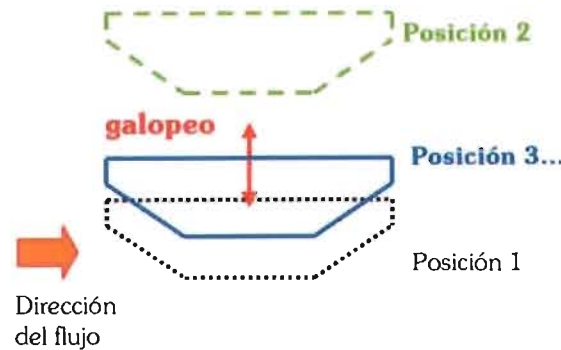 Posición 2
galopeo
Posición 3...
Posición 1
Dirección
del flujo